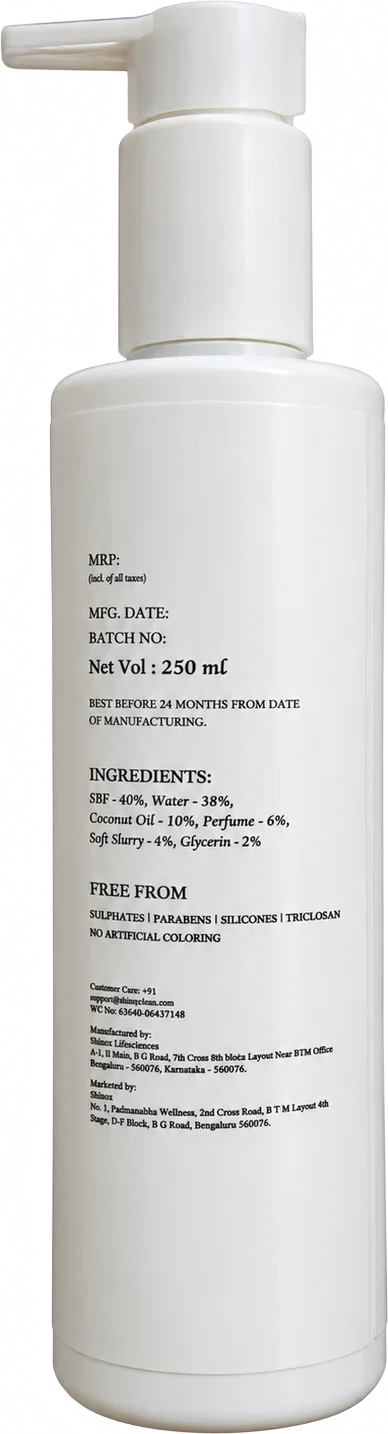 MRP:
(incl. of all taxes)
MFG. DATE:
BATCH NO:
Net Vol : 250 ml
BEST BEFORE 24 MONTHS FROM DATE
OF MANUFACTURING.
INGREDIENTS:
SBF - 40%, Water - 38%,
Coconut Oil - 10%, Perfume - 6%,
Soft Slurry - 4%, Glycerin - 2%
FREE FROM
SULPHATES | PARABENS | SILICONES | TRICLOSAN
NO ARTIFICIAL COLORING
Customer Care: +91
WC No: 63640-06437148
Manufactured by:
Shinox Lifesciences
A-1, II Main, B G Road, 7th Cross 8th Layout Near BTM Office
Bengaluru - 560076, Karnataka - 560076.
Marketed by:
Shinox
No. 1, Padmanabha Wellness, 2nd Cross Road, B T M Layout 4th
Stage, D-F Block, B G Road, Bengaluru 560076.